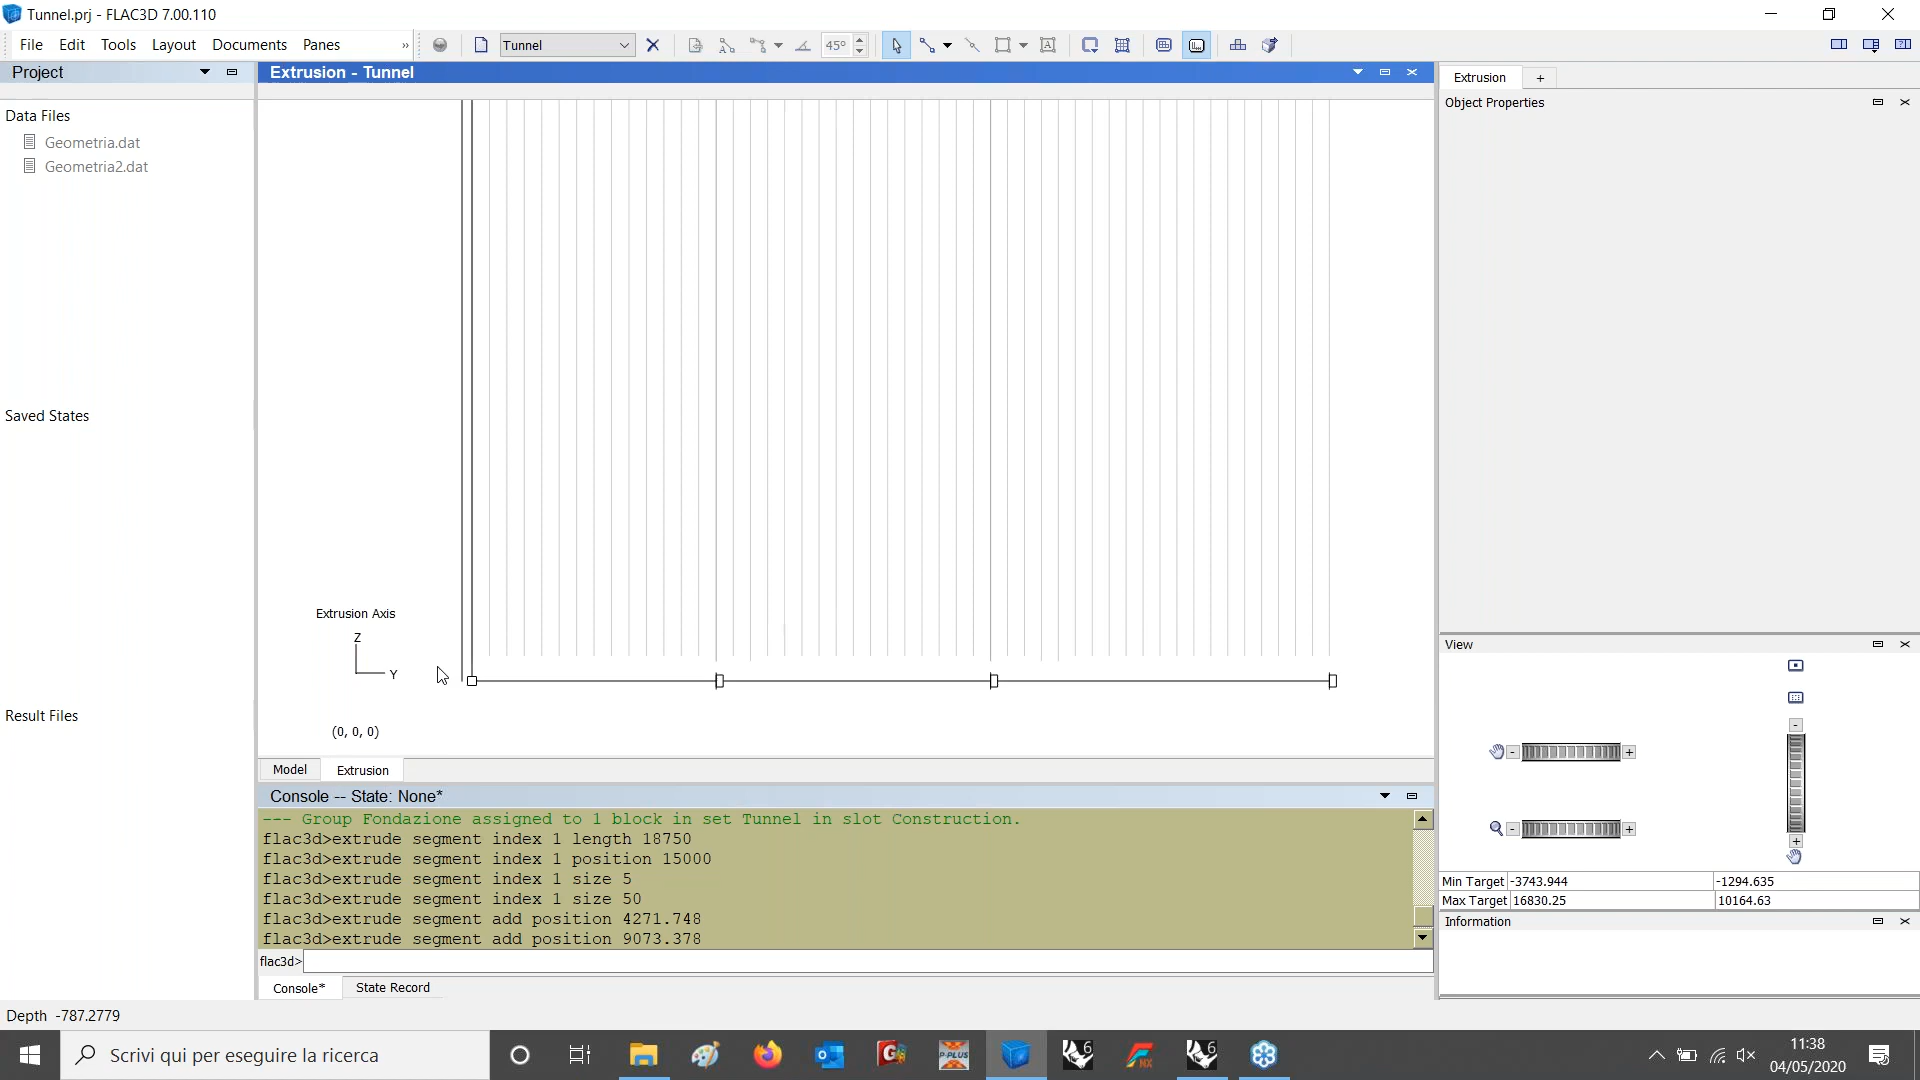 Tunnel.prj - FLAC3D 7.00.110
File Edit Tools Layout Documents Panes » Tunnel 45°
Project
Extrusion - Tunnel
Extrusion +
Object Properties
Data Files
Geometria.dat
Geometria2.dat
Saved States
Result Files
Extrusion Axis
Z
Y
(0, 0, 0)
Model Extrusion
Console -- State: None*
--- Group Fondazione assigned to 1 block in set Tunnel in slot Construction.
flac3d>extrude segment index 1 length 18750
flac3d>extrude segment index 1 position 15000
flac3d>extrude segment index 1 size 5
flac3d>extrude segment index 1 size 50
flac3d>extrude segment add position 4271.748
flac3d>extrude segment add position 9073.378
flac3d>
Console* State Record
View
Min Target -3743.944 -1294.635
Max Target 16830.25 10164.63
Information
Depth -787.2779
Scrivi qui per eseguire la ricerca
P-PLUS
6
NX
6
11:38
04/05/2020